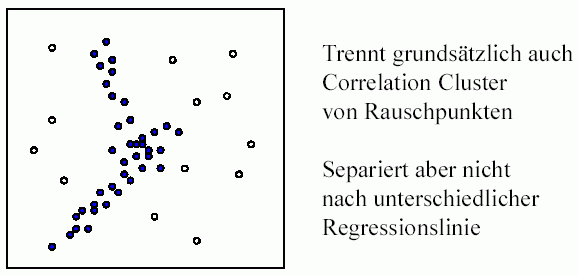 Trennt grundsätzlich auch
Correlation Cluster
von Rauschpunkten
Separiert aber nicht
nach unterschiedlicher
Regressionslinie